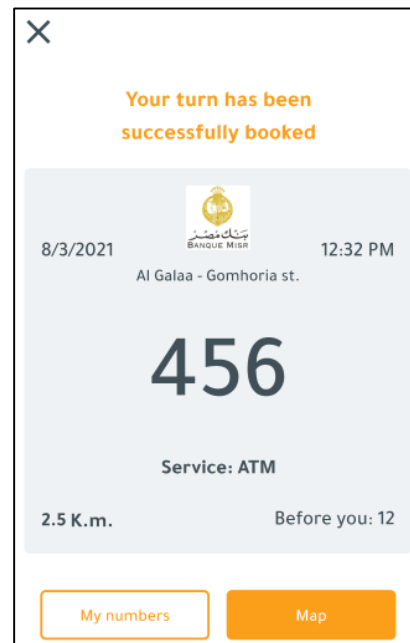 Your turn has been
successfully booked
8/3/2021
بنك مصر
BANQUE MISR
12:32 PM
Al Galaa - Gomhoria st.
456
Service: ATM
2.5 K.m.
Before you: 12
My numbers
Map